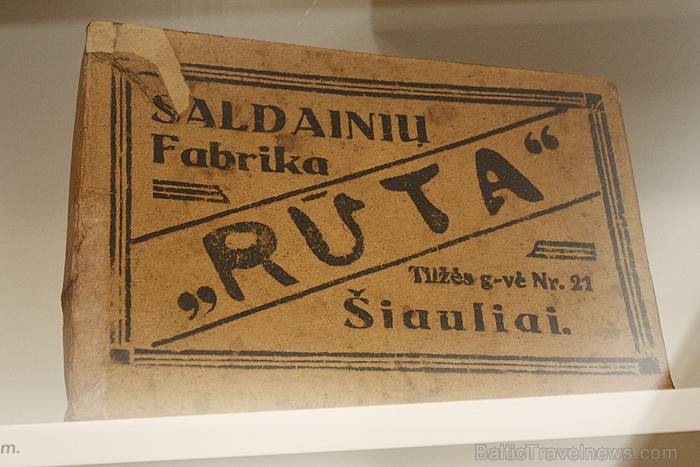 SALDAINIŲ
Fabrika
„RŪTA“
Tilžės g-vė Nr. 21
Šiauliai.
m.
BalticTravelnews.com